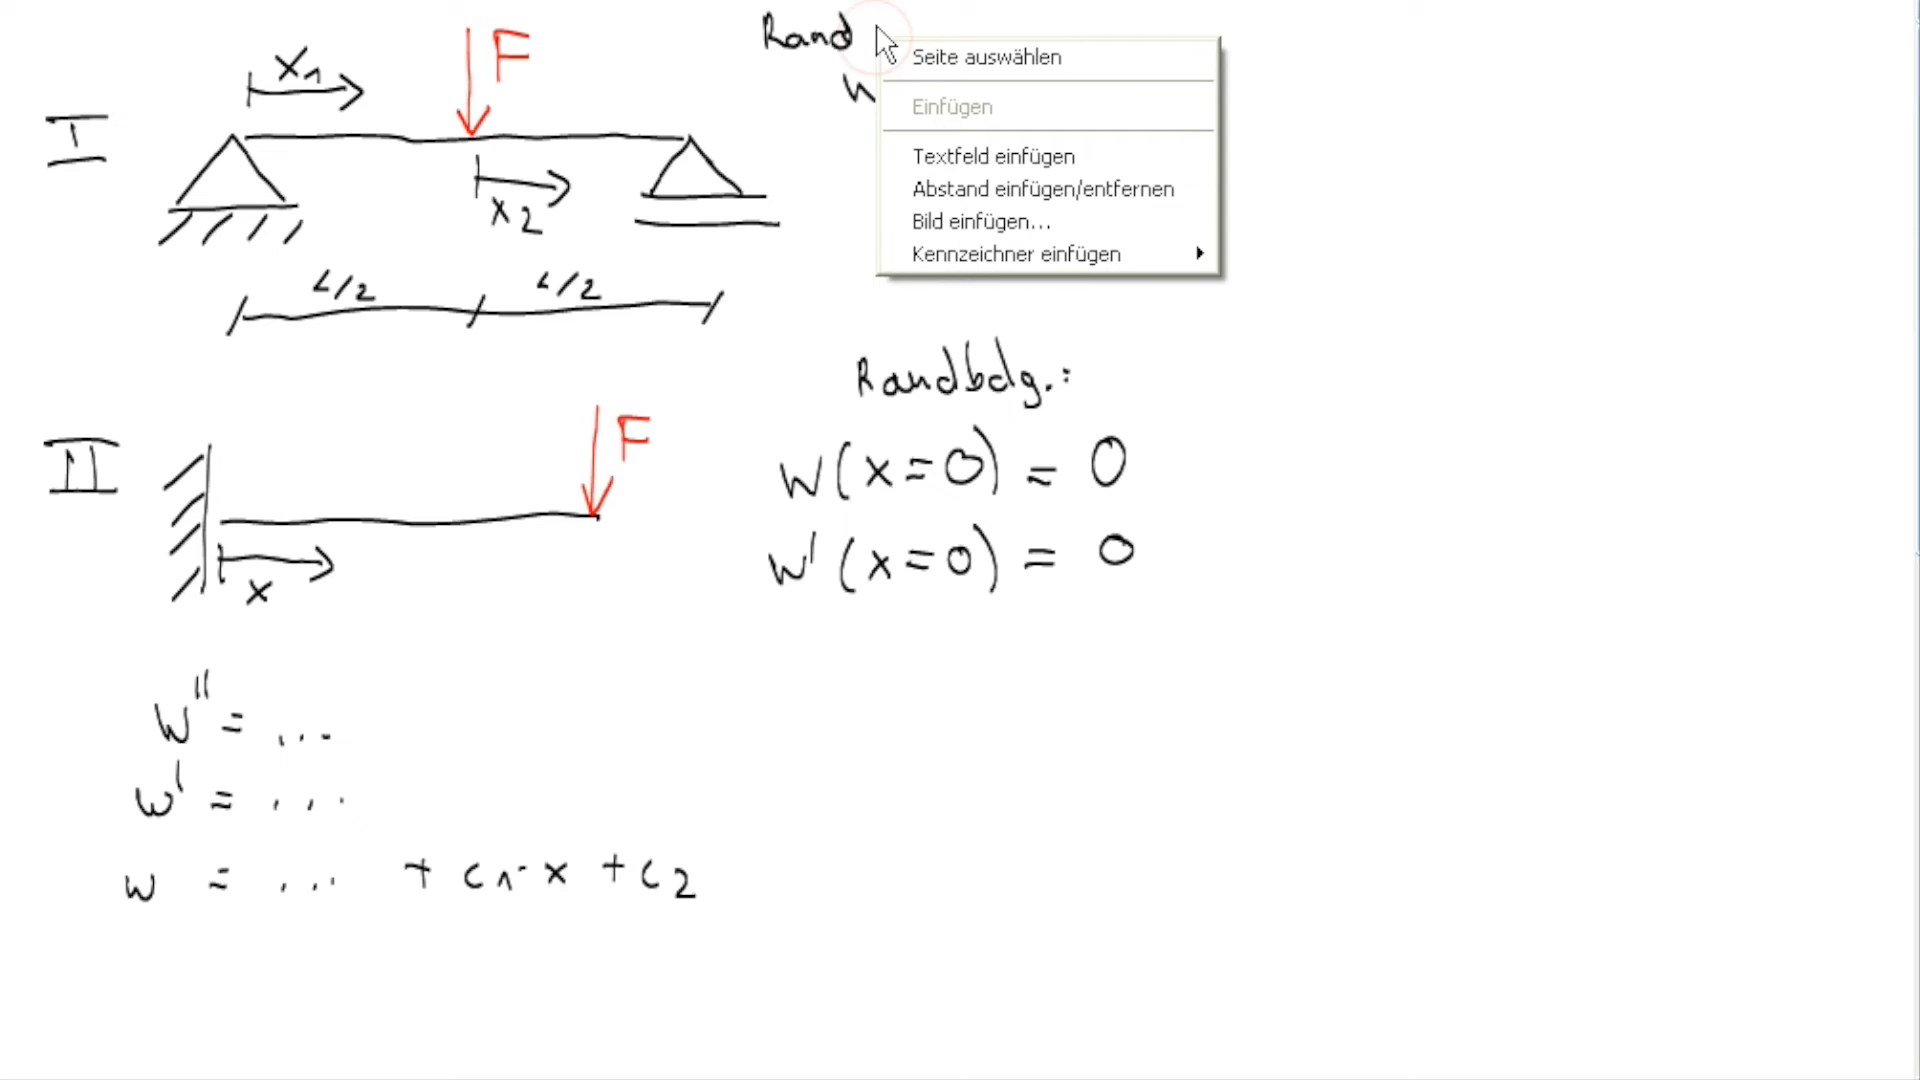 Rand
w
Seite auswählen
Einfügen
Textfeld einfügen
Abstand einfügen/entfernen
Bild einfügen...
Kennzeichner einfügen
I
x1
F
x2
L/2
L/2
Randbdg.:
II
F
w(x=0) = 0
w'(x=0) = 0
x
w'' = ...
w' = ...
w = ... + c1·x + c2